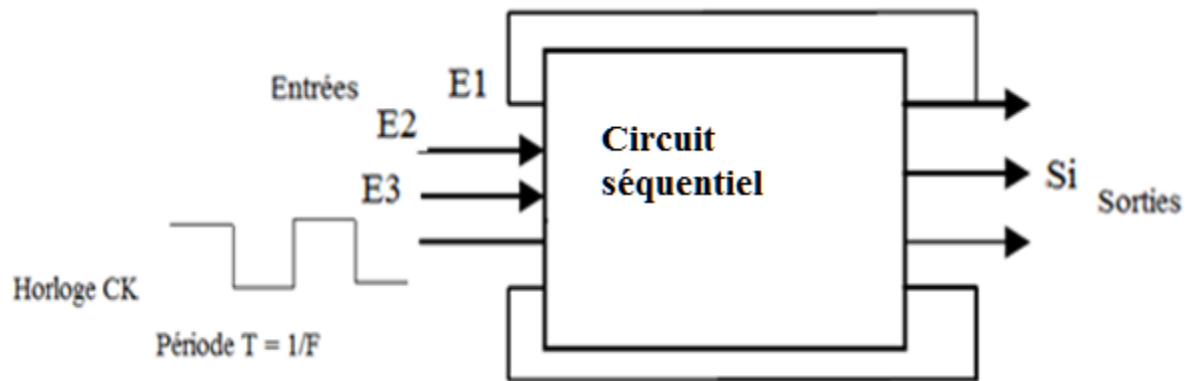 Entrées
E1
E2
E3
Circuit
séquentiel
Si
Sorties
Horloge CK
Période T = 1/F